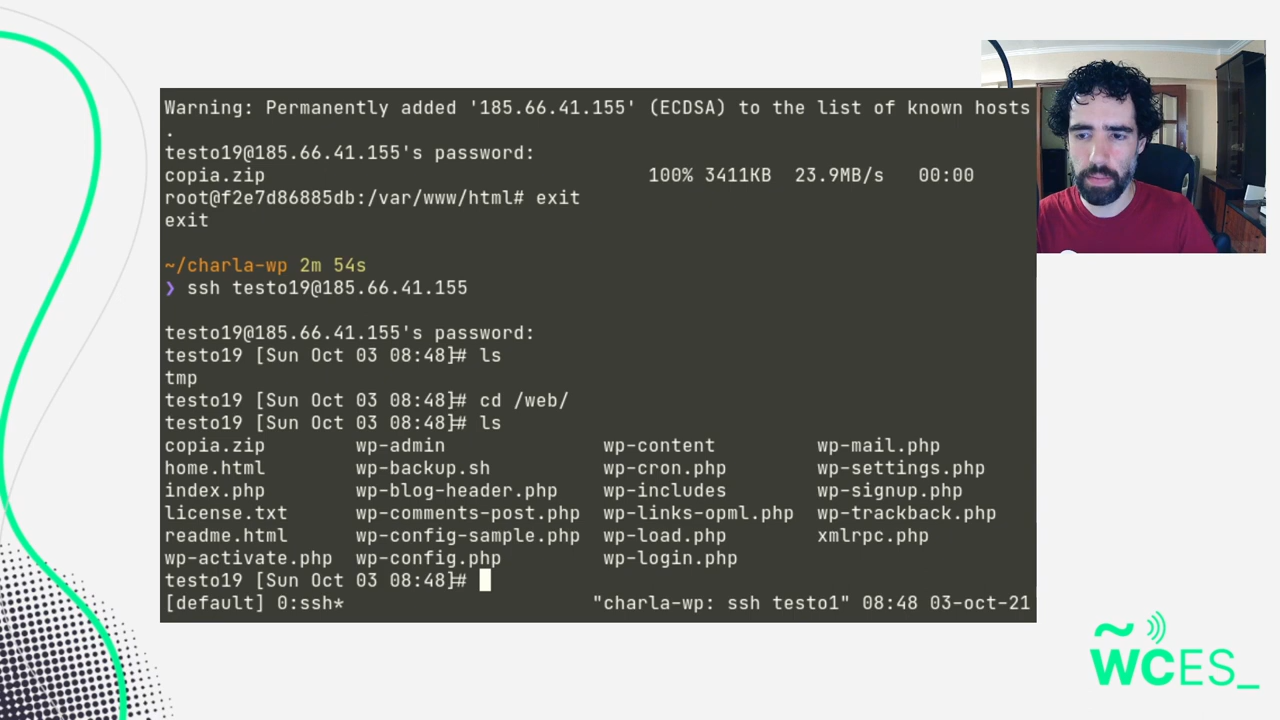 Warning: Permanently added '185.66.41.155' (ECDSA) to the list of known hosts
.
testo19@185.66.41.155's password:
copia.zip 100% 3411KB 23.9MB/s 00:00
root@f2e7d86885db:/var/www/html# exit
exit
~/charla-wp 2m 54s
❯ ssh testo19@185.66.41.155
testo19@185.66.41.155's password:
testo19 [Sun Oct 03 08:48]# ls
tmp
testo19 [Sun Oct 03 08:48]# cd /web/
testo19 [Sun Oct 03 08:48]# ls
copia.zip wp-admin wp-content wp-mail.php
home.html wp-backup.sh wp-cron.php wp-settings.php
index.php wp-blog-header.php wp-includes wp-signup.php
license.txt wp-comments-post.php wp-links-opml.php wp-trackback.php
readme.html wp-config-sample.php wp-load.php xmlrpc.php
wp-activate.php wp-config.php wp-login.php
testo19 [Sun Oct 03 08:48]#
[default] 0:ssh* "charla-wp: ssh testo1" 08:48 03-oct-21
~
WCES_